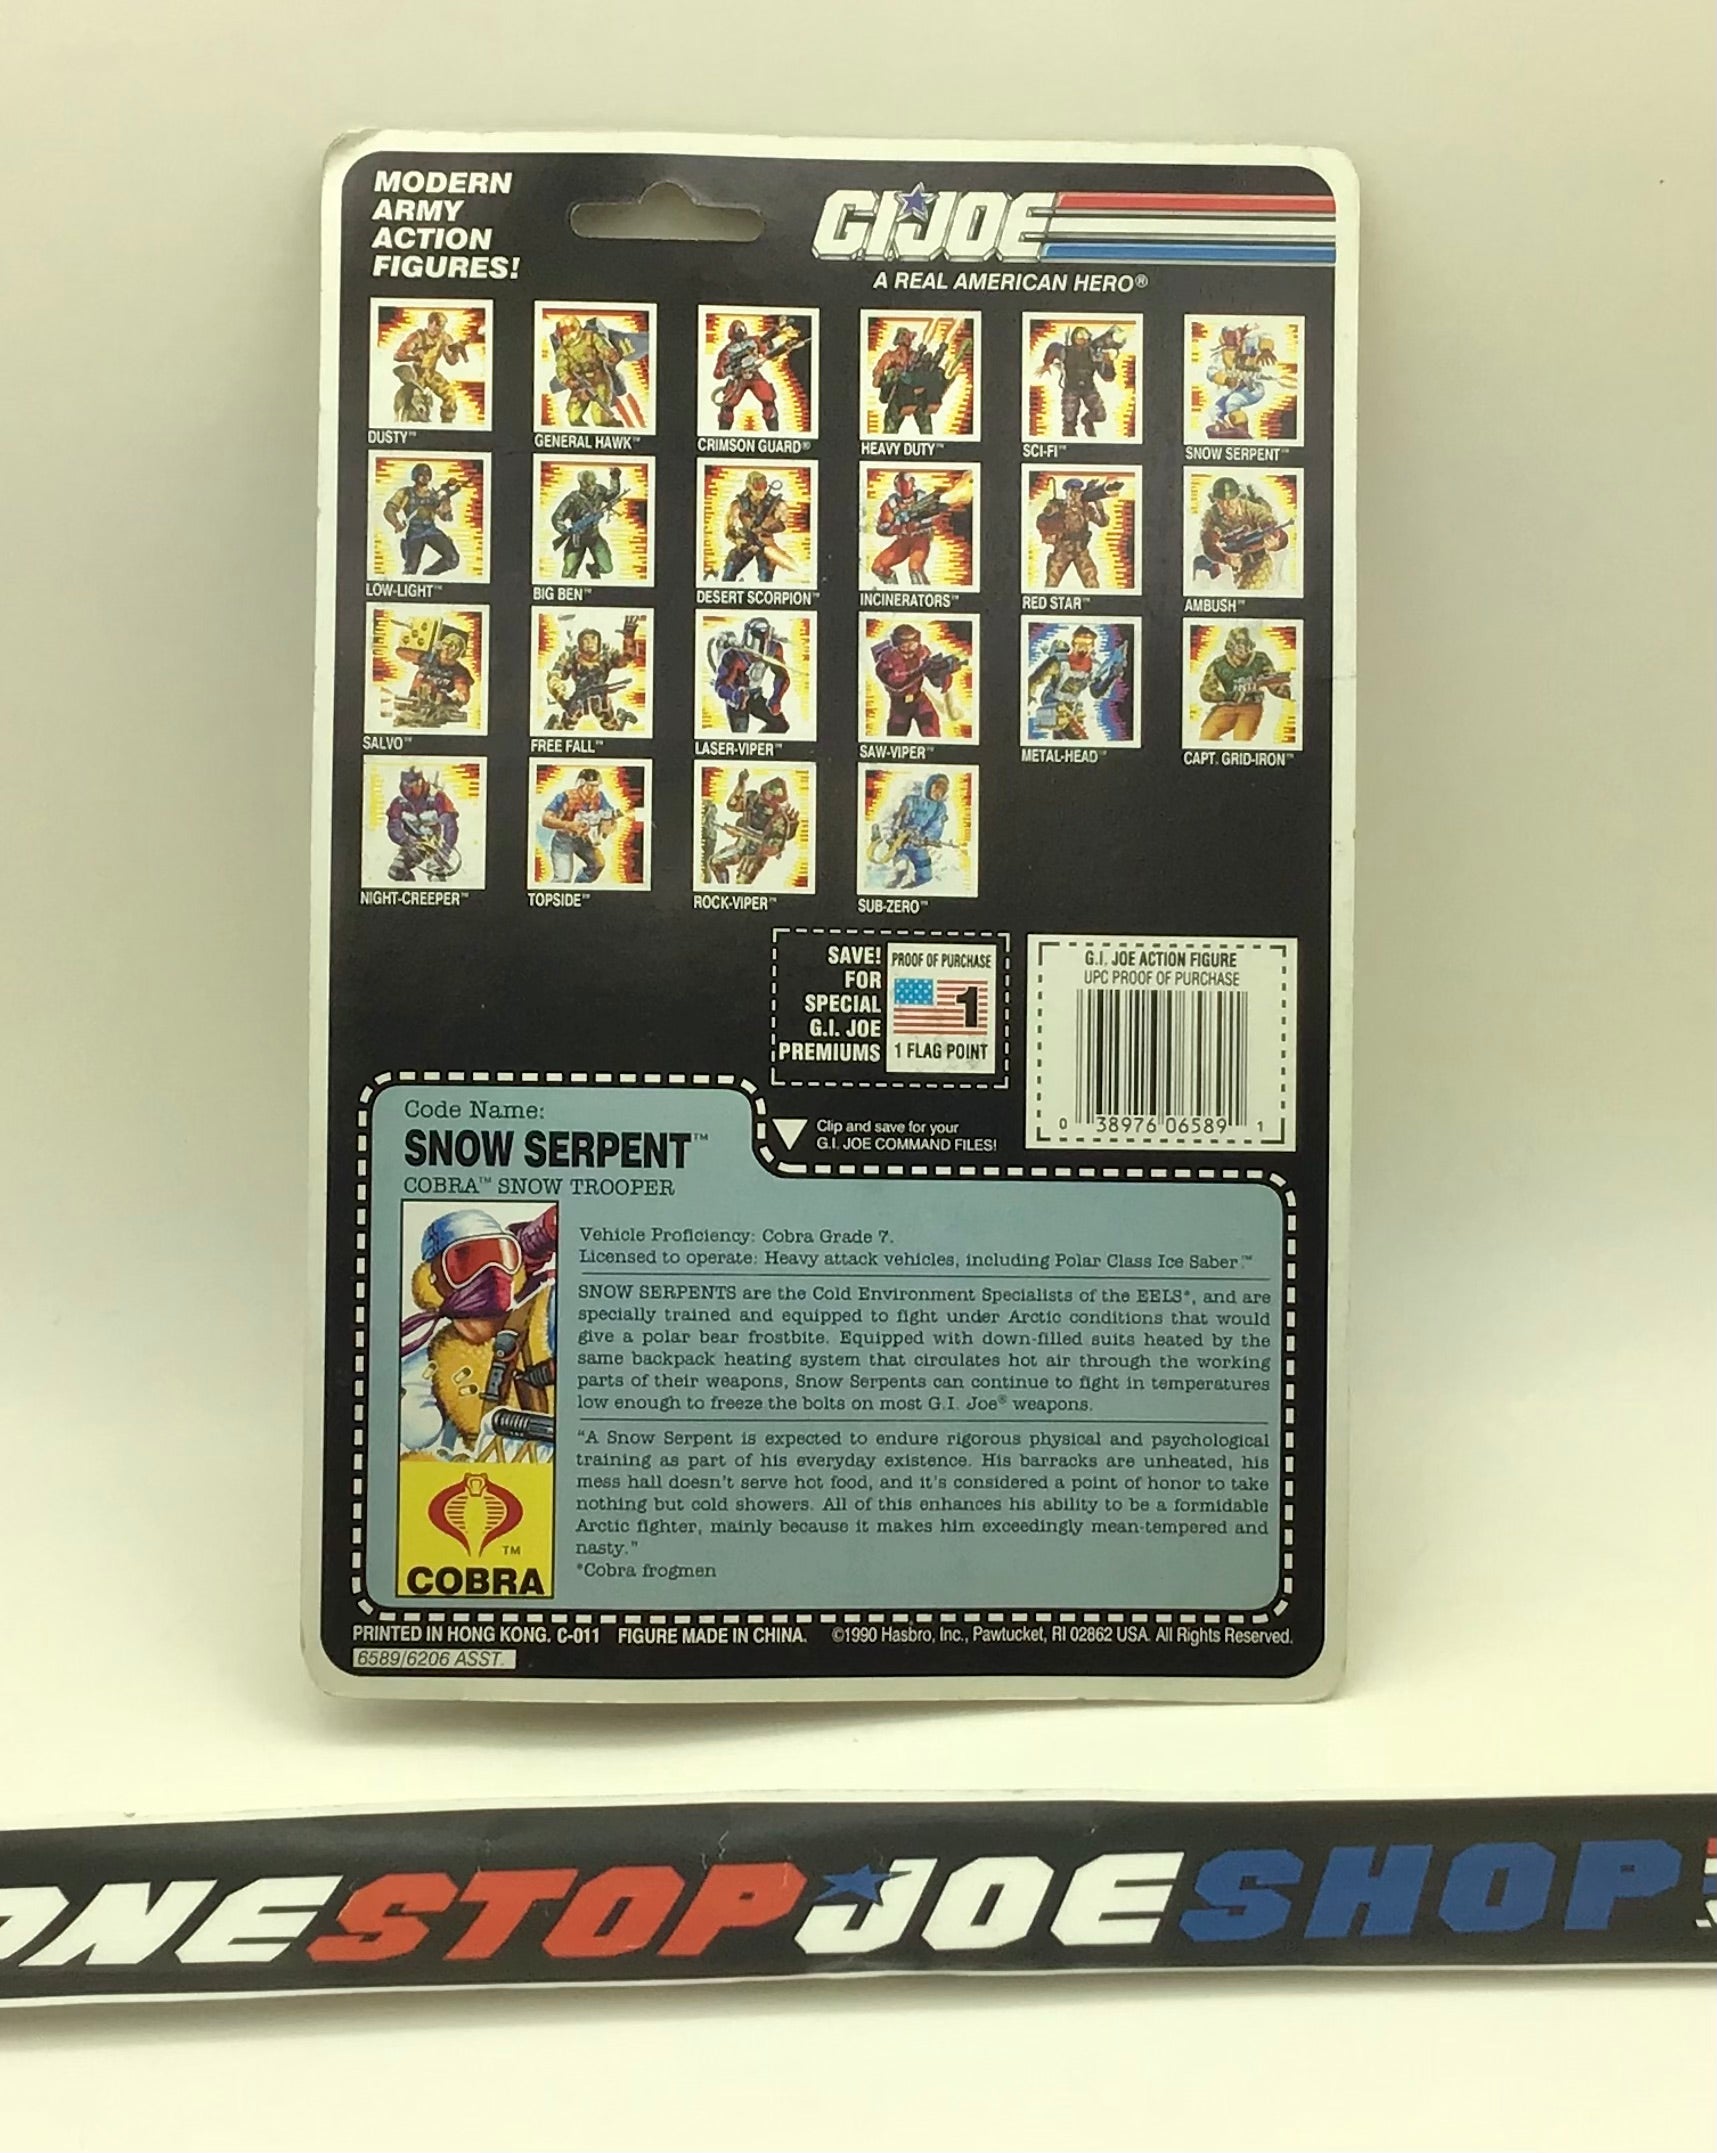 MODERN
ARMY
ACTION
FIGURES!
GI JOE
A REAL AMERICAN HERO®
DUSTY™
GENERAL HAWK™
CRIMSON GUARD®
HEAVY DUTY™
SCI-FI™
SNOW SERPENT™
LOW-LIGHT™
BIG BEN™
DESERT SCORPION™
INCINERATORS™
RED STAR™
AMBUSH™
SALVO™
FREE FALL™
LASER-VIPER™
SAW-VIPER™
METAL-HEAD™
CAPT. GRID-IRON™
NIGHT-CREEPER™
TOPSIDE™
ROCK-VIPER™
SUB-ZERO™
SAVE!
FOR
SPECIAL
G.I. JOE
PREMIUMS
PROOF OF PURCHASE
1
1 FLAG POINT
G.I. JOE ACTION FIGURE
UPC PROOF OF PURCHASE
0 38976 06589 1
Clip and save for your
G.I. JOE COMMAND FILES!
Code Name:
SNOW SERPENT™
COBRA™ SNOW TROOPER
Vehicle Proficiency: Cobra Grade 7.
Licensed to operate: Heavy attack vehicles, including Polar Class Ice Saber.™
SNOW SERPENTS are the Cold Environment Specialists of the EELS*, and are
specially trained and equipped to fight under Arctic conditions that would
give a polar bear frostbite. Equipped with down-filled suits heated by the
same backpack heating system that circulates hot air through the working
parts of their weapons, Snow Serpents can continue to fight in temperatures
low enough to freeze the bolts on most G.I. Joe® weapons.
"A Snow Serpent is expected to endure rigorous physical and psychological
training as part of his everyday existence. His barracks are unheated, his
mess hall doesn't serve hot food, and it's considered a point of honor to take
nothing but cold showers. All of this enhances his ability to be a formidable
Arctic fighter, mainly because it makes him exceedingly mean-tempered and
nasty."
*Cobra frogmen
TM
COBRA
PRINTED IN HONG KONG. C-011 FIGURE MADE IN CHINA. ©1990 Hasbro, Inc., Pawtucket, RI 02862 USA. All Rights Reserved.
6589/6206 ASST.
ONESTOPJOESHOP